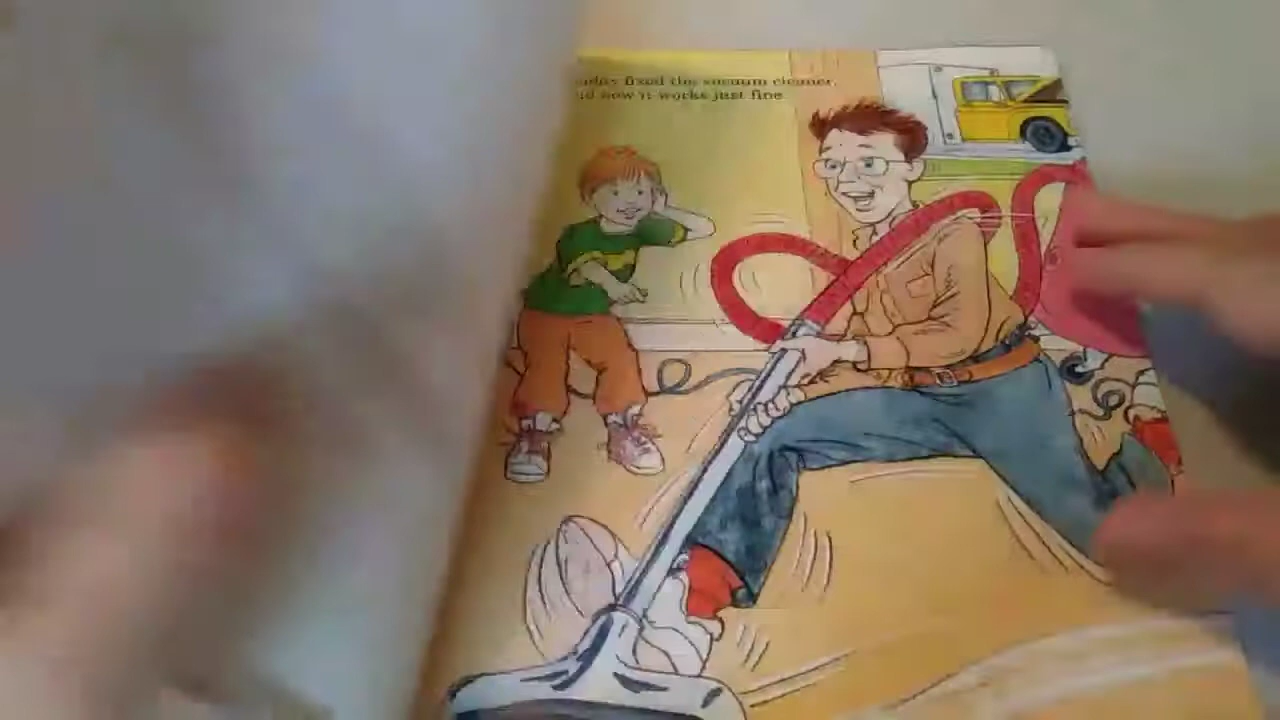 fixed the vacuum cleaner,
now it works just fine